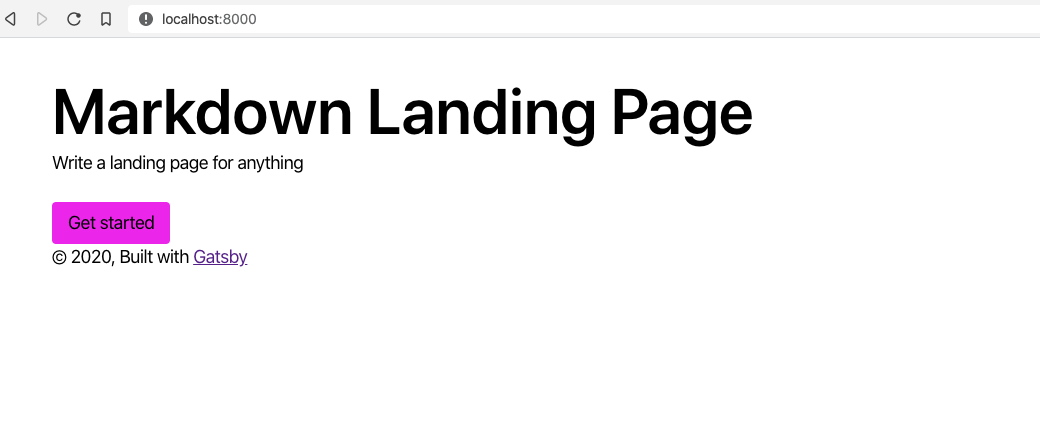 localhost:8000
Markdown Landing Page
Write a landing page for anything
Get started
© 2020, Built with Gatsby